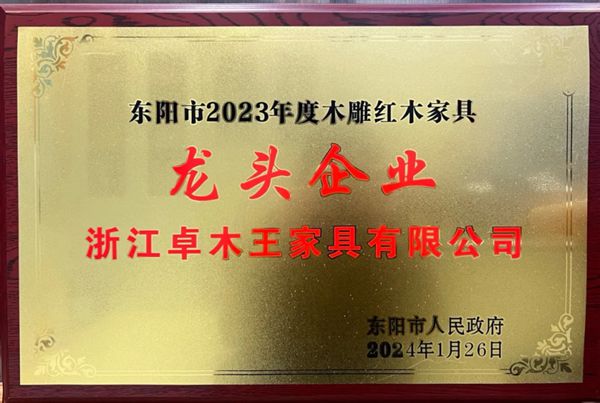 东阳市2023年度木雕红木家具
龙头企业
浙江卓木王家具有限公司
东阳市人民政府
2024年1月26日